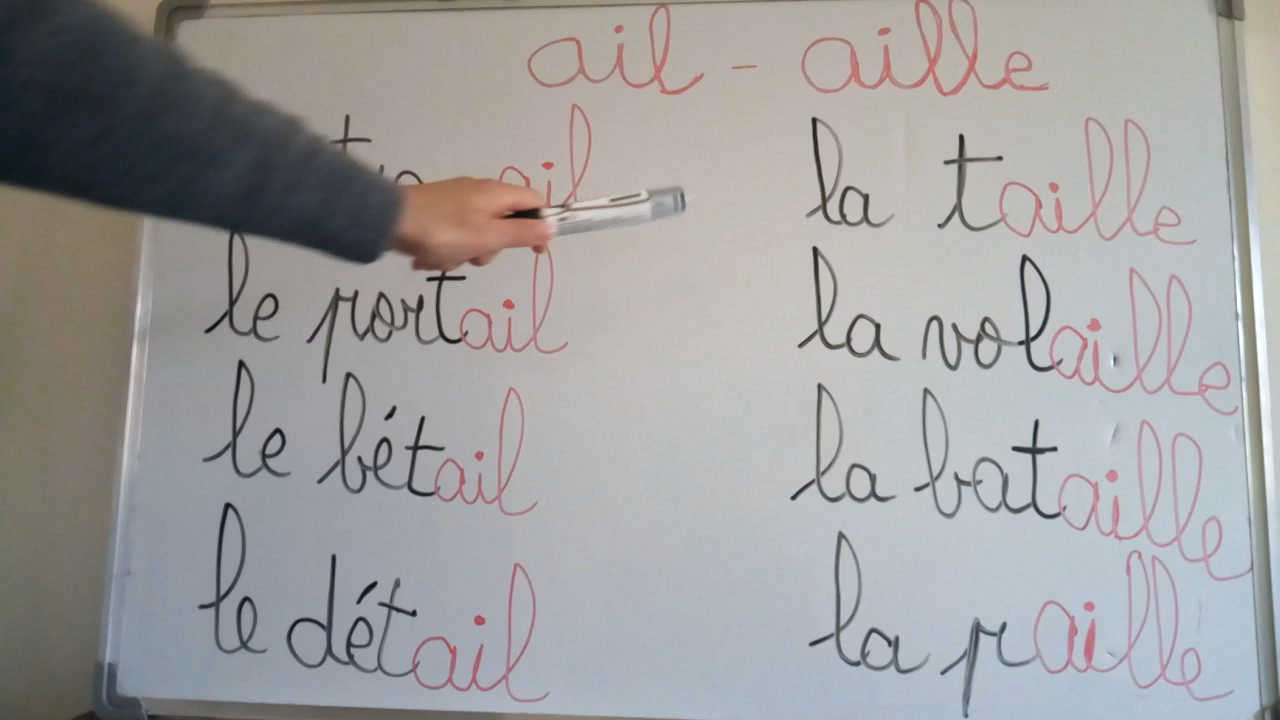 ail - aille
la taille
le portail la volaille
le bétail la bataille
le détail la paille